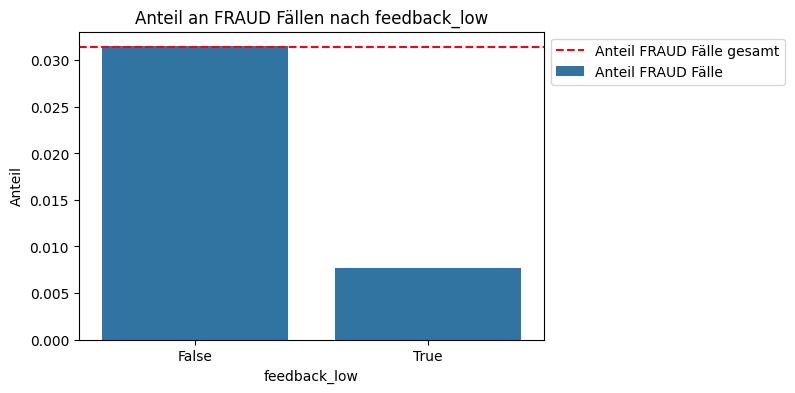 Anteil an FRAUD Fällen nach feedback_low
Anteil FRAUD Fälle gesamt
Anteil FRAUD Fälle
Anteil
0.030
0.025
0.020
0.015
0.010
0.005
0.000
False
True
feedback_low